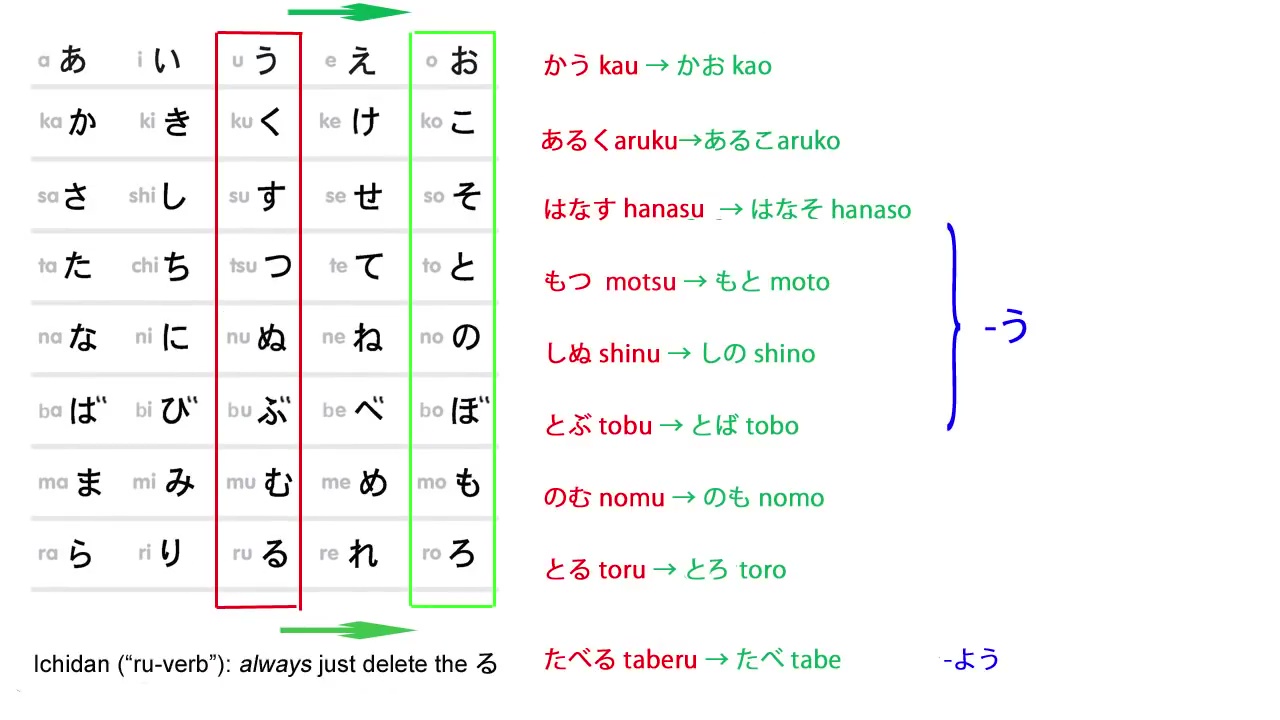 a あ i い u う e え o お
ka か ki き ku く ke け ko こ
sa さ shi し su す se せ so そ
ta た chi ち tsu つ te て to と
na な ni に nu ぬ ne ね no の
ba ば bi び bu ぶ be べ bo ぼ
ma ま mi み mu む me め mo も
ra ら ri り ru る re れ ro ろ
かう kau → かお kao
あるくaruku→あるこaruko
はなす hanasu → はなそ hanaso
もつ motsu → もと moto
しぬ shinu → しの shino
とぶ tobu → とば tobo
のむ nomu → のも nomo
とる toru → とろ toro
-う
Ichidan (“ru-verb”): always just delete the る
たべる taberu → たべ tabe
-よう